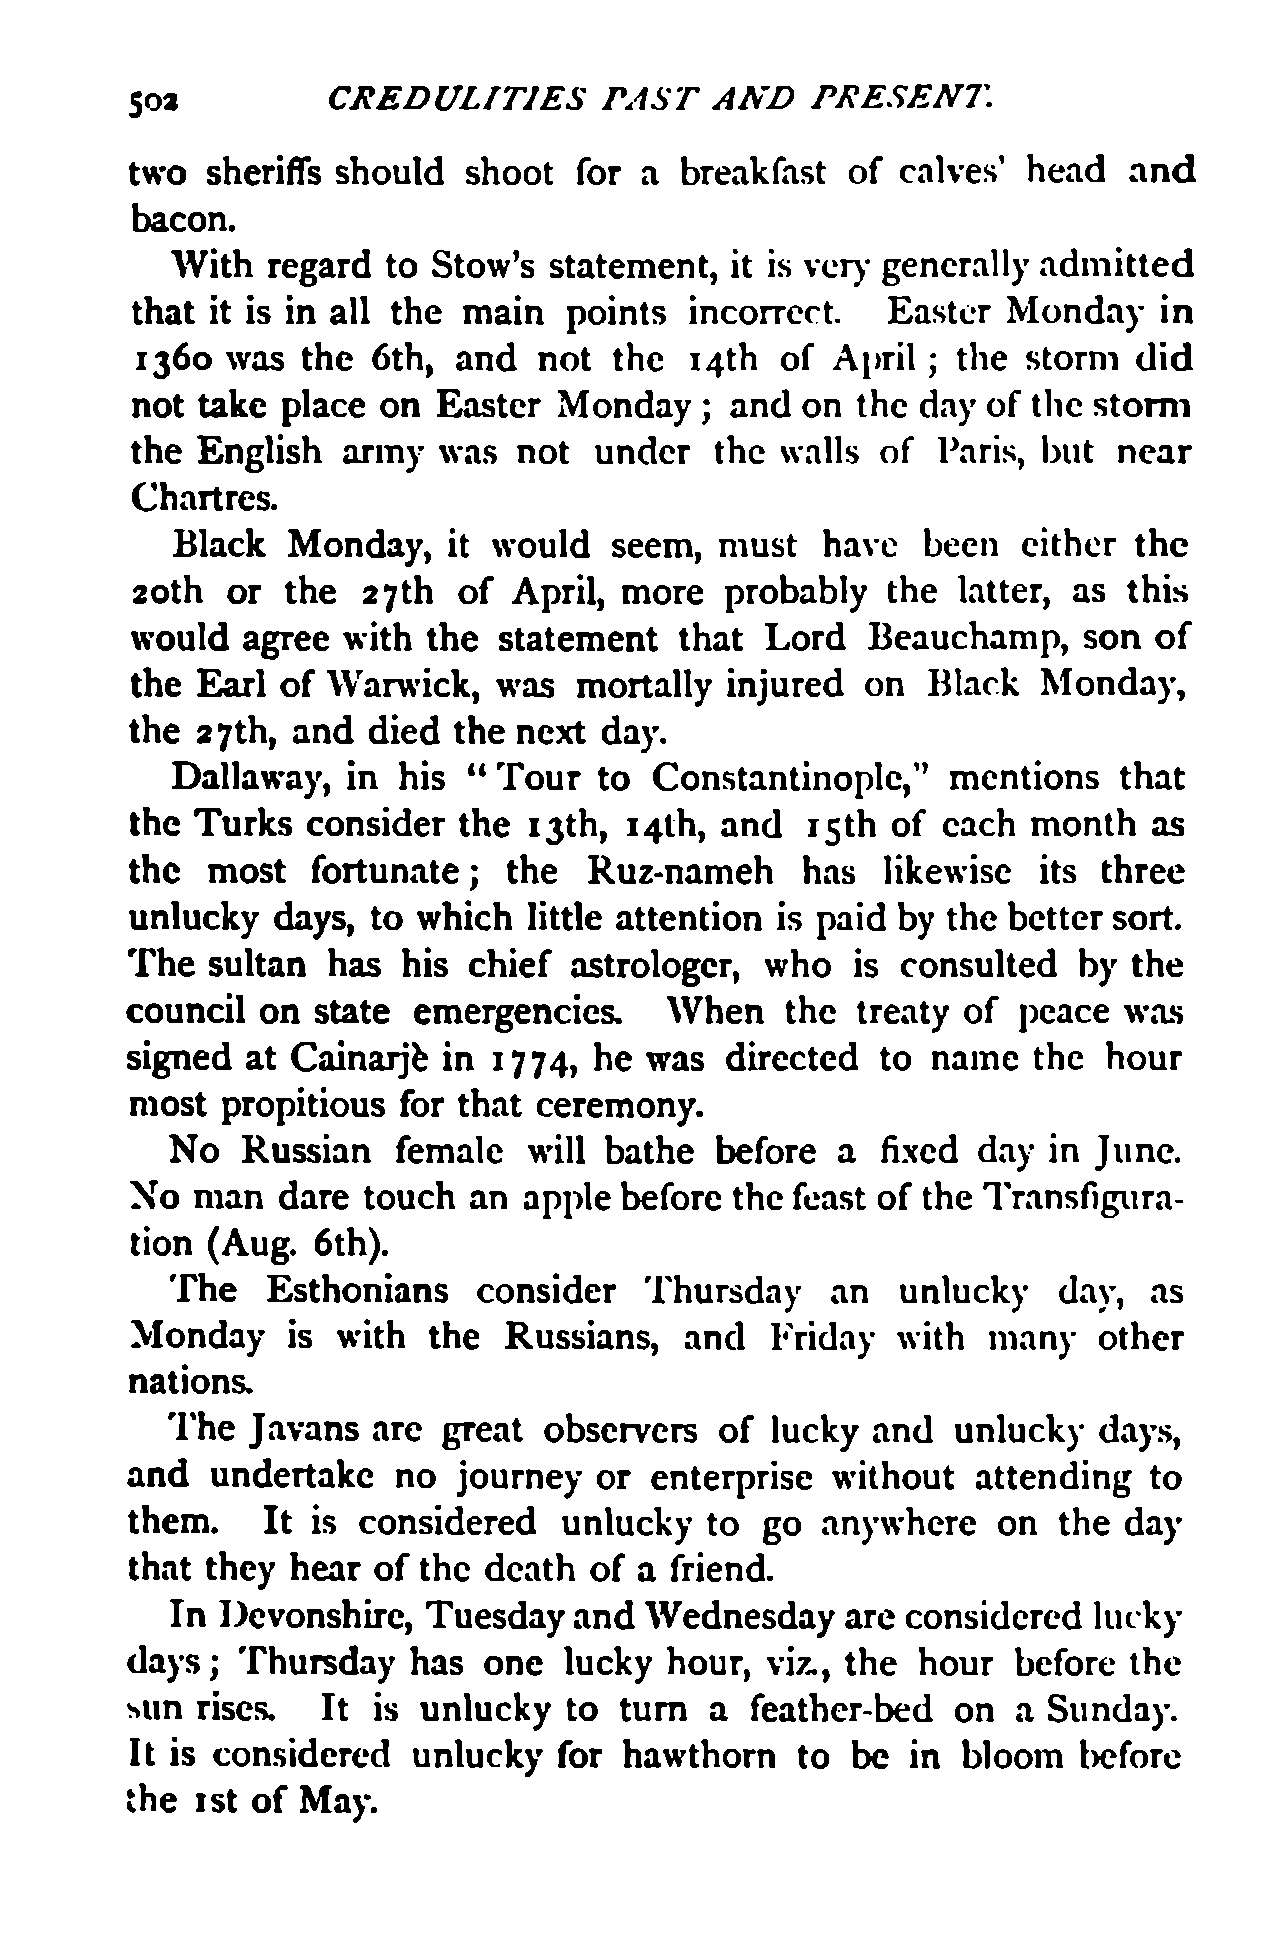 502 CREDULITIES PAST AND PRESENT.
two sheriffs should shoot for a breakfast of calves' head and
bacon.
With regard to Stow's statement, it is very generally admitted
that it is in all the main points incorrect. Easter Monday in
1360 was the 6th, and not the 14th of April ; the storm did
not take place on Easter Monday ; and on the day of the storm
the English army was not under the walls of Paris, but near
Chartres.
Black Monday, it would seem, must have been either the
20th or the 27th of April, more probably the latter, as this
would agree with the statement that Lord Beauchamp, son of
the Earl of Warwick, was mortally injured on Black Monday,
the 27th, and died the next day.
Dallaway, in his “ Tour to Constantinople,” mentions that
the Turks consider the 13th, 14th, and 15th of each month as
the most fortunate ; the Ruz-nameh has likewise its three
unlucky days, to which little attention is paid by the better sort.
The sultan has his chief astrologer, who is consulted by the
council on state emergencies. When the treaty of peace was
signed at Cainarjè in 1774, he was directed to name the hour
most propitious for that ceremony.
No Russian female will bathe before a fixed day in June.
No man dare touch an apple before the feast of the Transfigura-
tion (Aug. 6th).
The Esthonians consider Thursday an unlucky day, as
Monday is with the Russians, and Friday with many other
nations.
The Javans are great observers of lucky and unlucky days,
and undertake no journey or enterprise without attending to
them. It is considered unlucky to go anywhere on the day
that they hear of the death of a friend.
In Devonshire, Tuesday and Wednesday are considered lucky
days ; Thursday has one lucky hour, viz., the hour before the
sun rises. It is unlucky to turn a feather-bed on a Sunday.
It is considered unlucky for hawthorn to be in bloom before
the 1st of May.